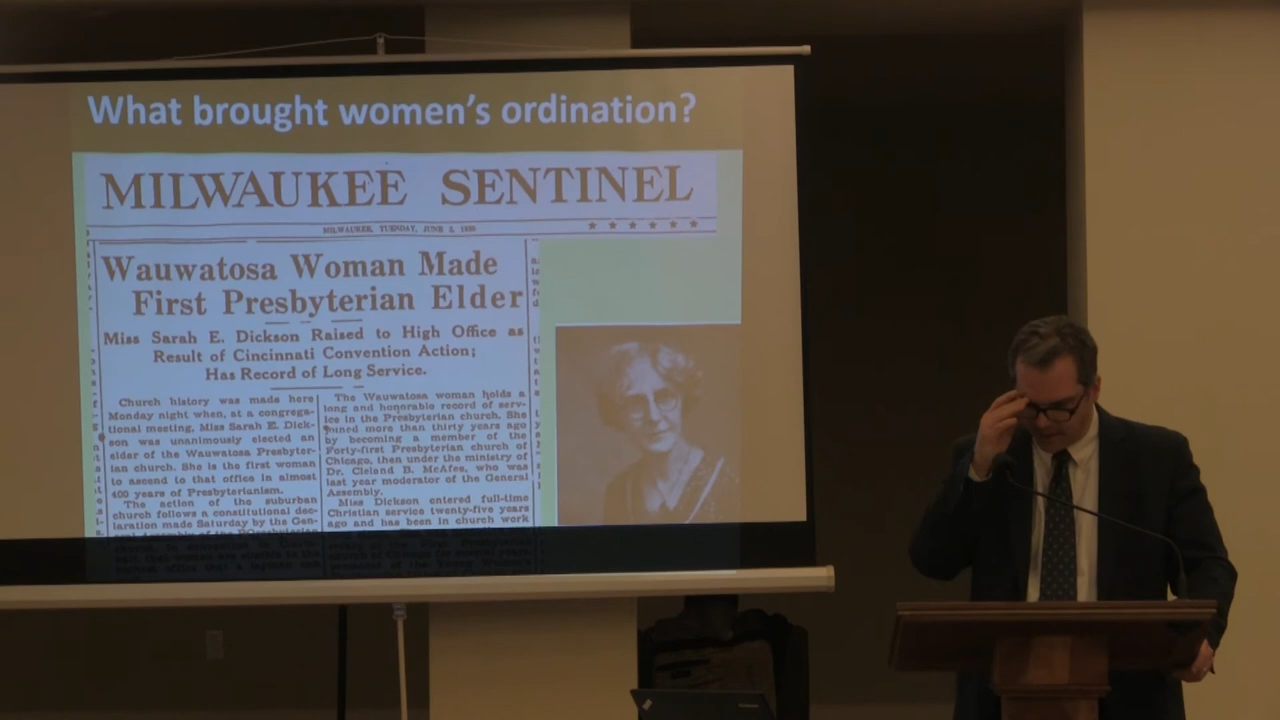 What brought women's ordination?
MILWAUKEE SENTINEL
MILWAUKEE, TUESDAY, JUNE 3, 1930
Wauwatosa Woman Made
First Presbyterian Elder
Miss Sarah E. Dickson Raised to High Office as
Result of Cincinnati Convention Action;
Has Record of Long Service.
Church history was made here
Monday night when, at a congrega-
tional meeting, Miss Sarah E. Dick-
son was unanimously elected an
elder of the Wauwatosa Presbyter-
ian church. She is the first woman
to ascend to that office in almost
400 years of Presbyterianism.
The action of the suburban
church follows a constitutional dec-
laration made Saturday by the Gen-
eral Assembly of the Presbyterian
The Wauwatosa woman holds a
long and honorable record of serv-
ice in the Presbyterian church. She
joined more than thirty years ago
by becoming a member of the
Forty-first Presbyterian church of
Chicago, then under the ministry of
Dr. Cleland B. McAfee, who was
last year moderator of the General
Assembly.
Miss Dickson entered full-time
Christian service twenty-five years
ago and has been in church work